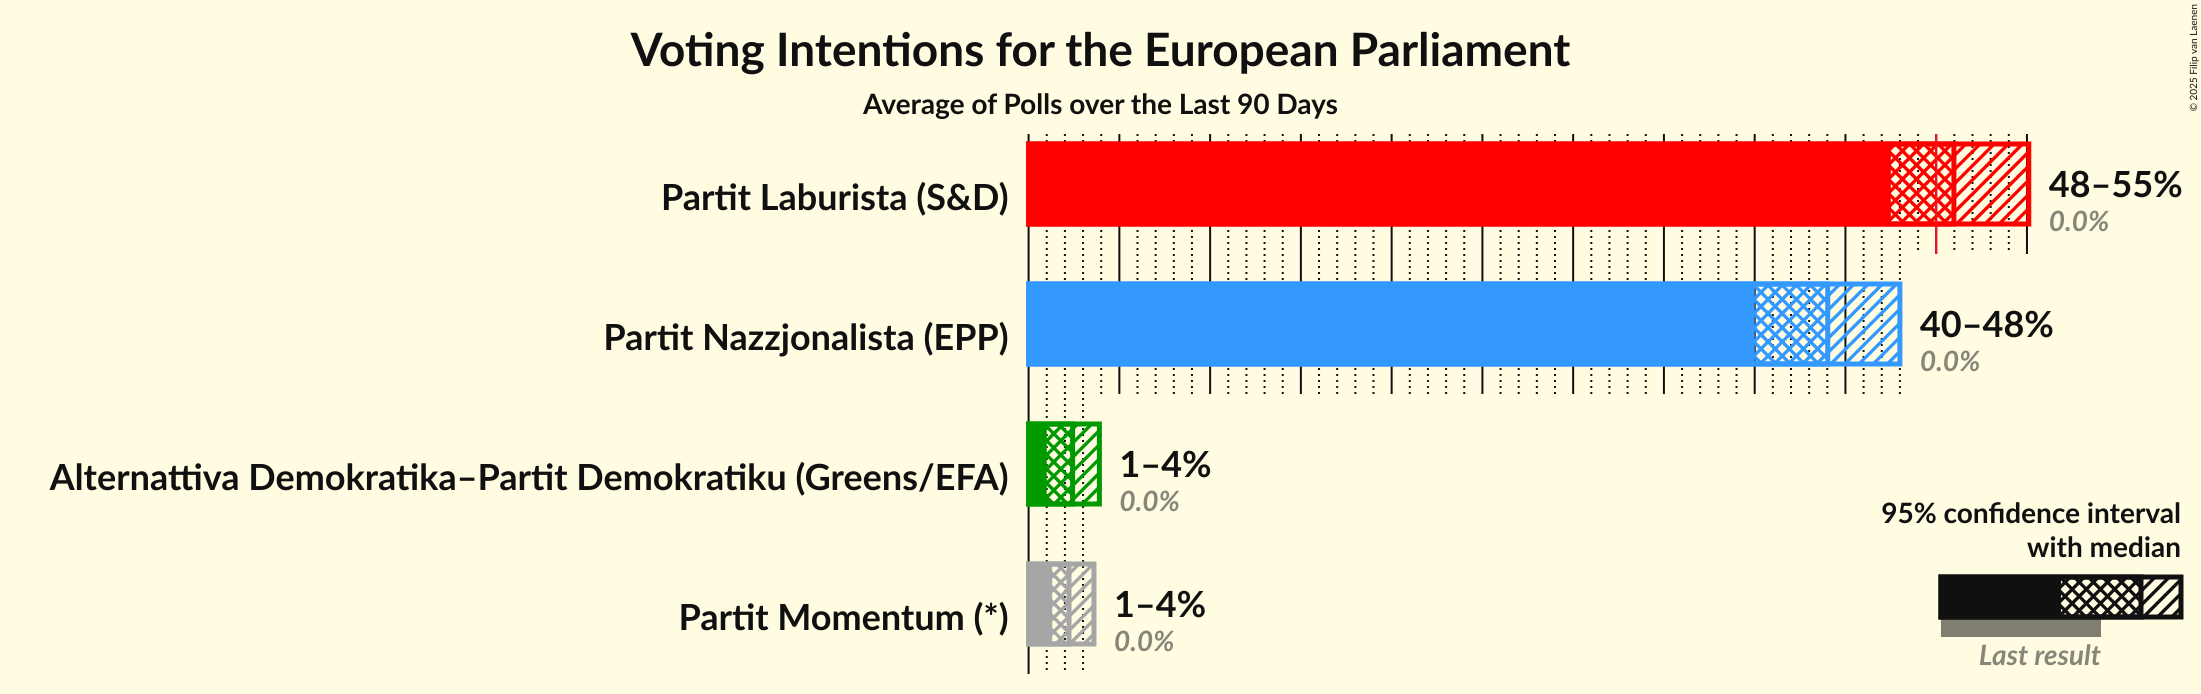 Voting Intentions for the European Parliament
Average of Polls over the Last 90 Days
© 2025 Filip van Laenen
Partit Laburista (S&D)
48–55%
0.0%
Partit Nazzjonalista (EPP)
40–48%
0.0%
Alternattiva Demokratika–Partit Demokratiku (Greens/EFA)
1–4%
0.0%
Partit Momentum (*)
1–4%
0.0%
95% confidence interval
with median
Last result